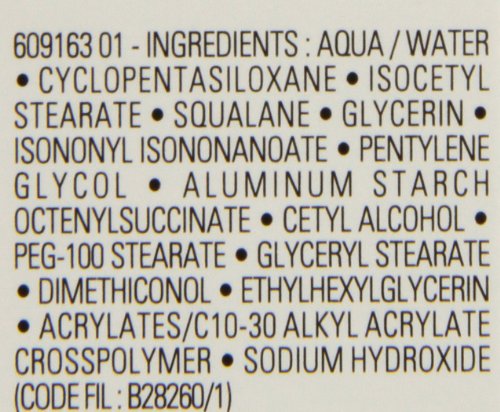 609163 01 - INGREDIENTS : AQUA / WATER
• CYCLOPENTASILOXANE • ISOCETYL
STEARATE • SQUALANE • GLYCERIN •
ISONONYL ISONONANOATE • PENTYLENE
GLYCOL • ALUMINUM STARCH
OCTENYLSUCCINATE • CETYL ALCOHOL •
PEG-100 STEARATE • GLYCERYL STEARATE
• DIMETHICONOL • ETHYLHEXYLGLYCERIN
• ACRYLATES/C10-30 ALKYL ACRYLATE
CROSSPOLYMER • SODIUM HYDROXIDE
(CODE FIL : B28260/1)